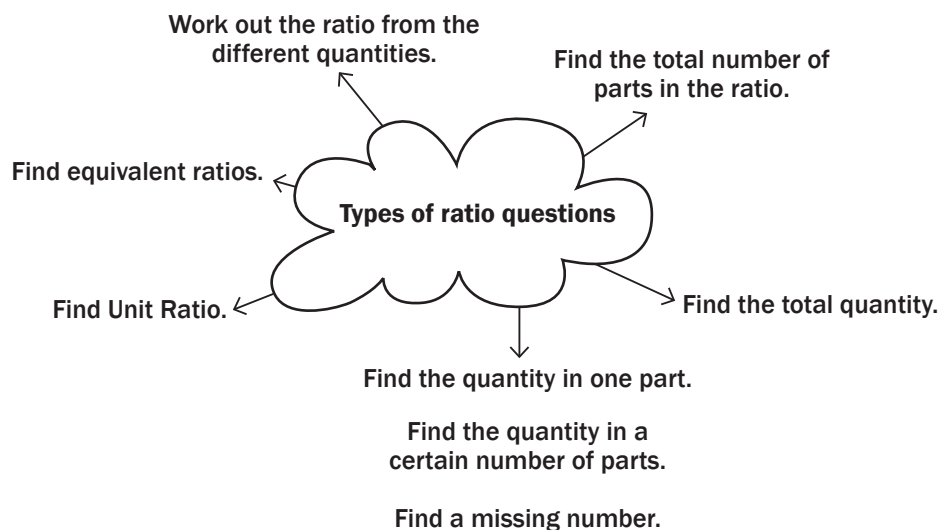 Work out the ratio from the
different quantities.
Find the total number of
parts in the ratio.
Find equivalent ratios.
Types of ratio questions
Find Unit Ratio.
Find the total quantity.
Find the quantity in one part.
Find the quantity in a
certain number of parts.
Find a missing number.